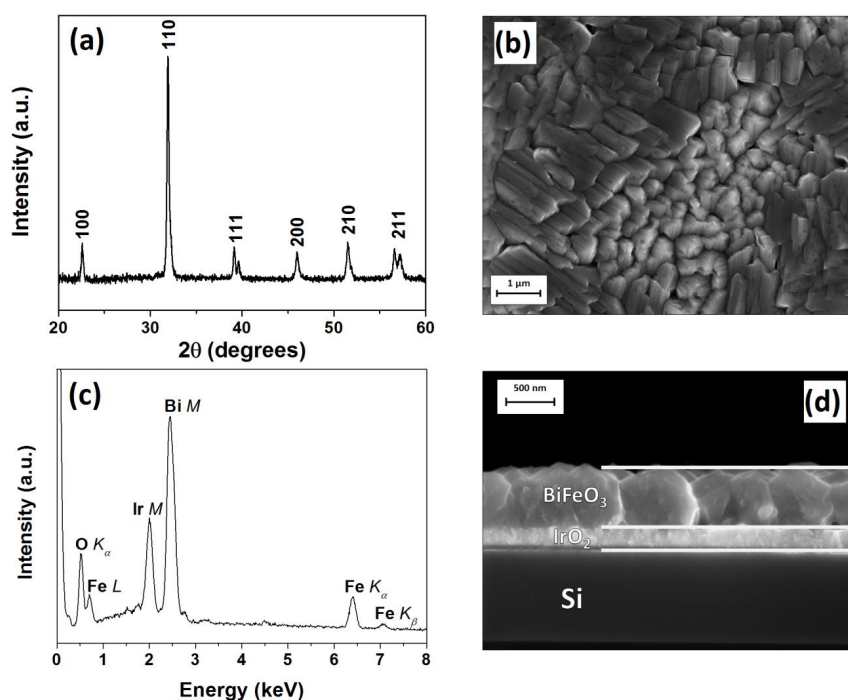 (a)
110
100
111
200
210
211
Intensity (a.u.)
20 30 40 50 60
2θ (degrees)
(b)
1 µm
(c)
Bi M
Ir M
O Kα
Fe L
Fe Kα
Fe Kβ
Intensity (a.u.)
0 1 2 3 4 5 6 7 8
Energy (keV)
500 nm
(d)
BiFeO₃
IrO₂
Si